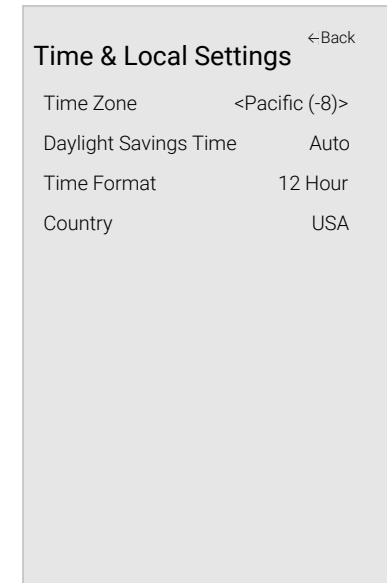 ←Back
Time & Local Settings
Time Zone <Pacific (-8)>
Daylight Savings Time Auto
Time Format 12 Hour
Country USA